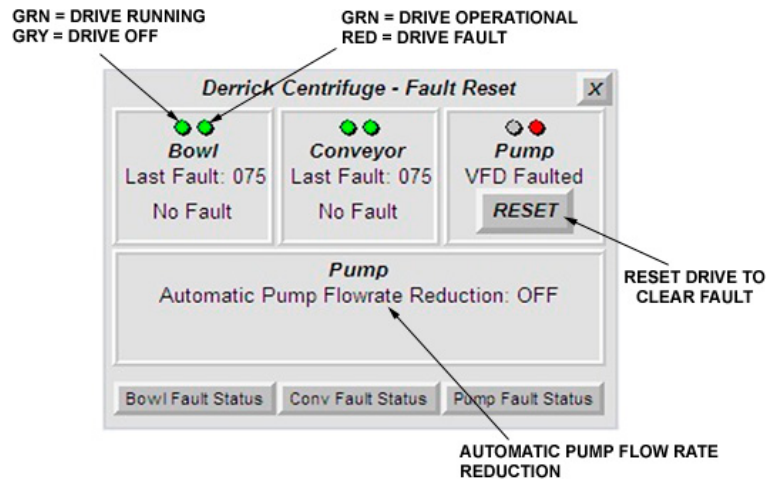 GRN = DRIVE RUNNING
GRY = DRIVE OFF
GRN = DRIVE OPERATIONAL
RED = DRIVE FAULT
Derrick Centrifuge - Fault Reset
X
Bowl
Last Fault: 075
No Fault
Conveyor
Last Fault: 075
No Fault
Pump
VFD Faulted
RESET
RESET DRIVE TO
CLEAR FAULT
Pump
Automatic Pump Flowrate Reduction: OFF
Bowl Fault Status
Conv Fault Status
Pump Fault Status
AUTOMATIC PUMP FLOW RATE
REDUCTION